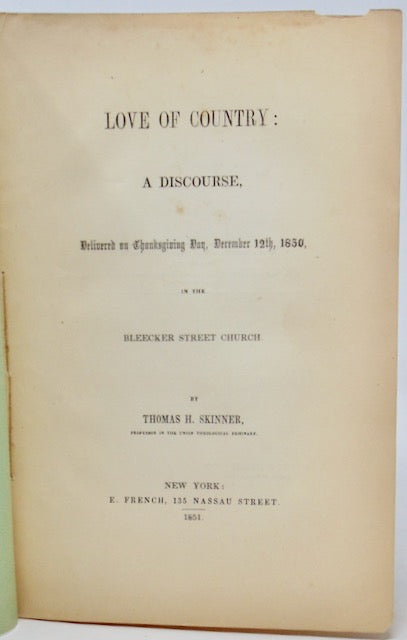 LOVE OF COUNTRY:
A DISCOURSE,
Delivered on Thanksgiving Day, December 12th, 1850,
IN THE
BLEECKER STREET CHURCH
BY
THOMAS H. SKINNER,
PROFESSOR IN THE UNION THEOLOGICAL SEMINARY.
NEW YORK:
E. FRENCH, 135 NASSAU STREET.
1851.